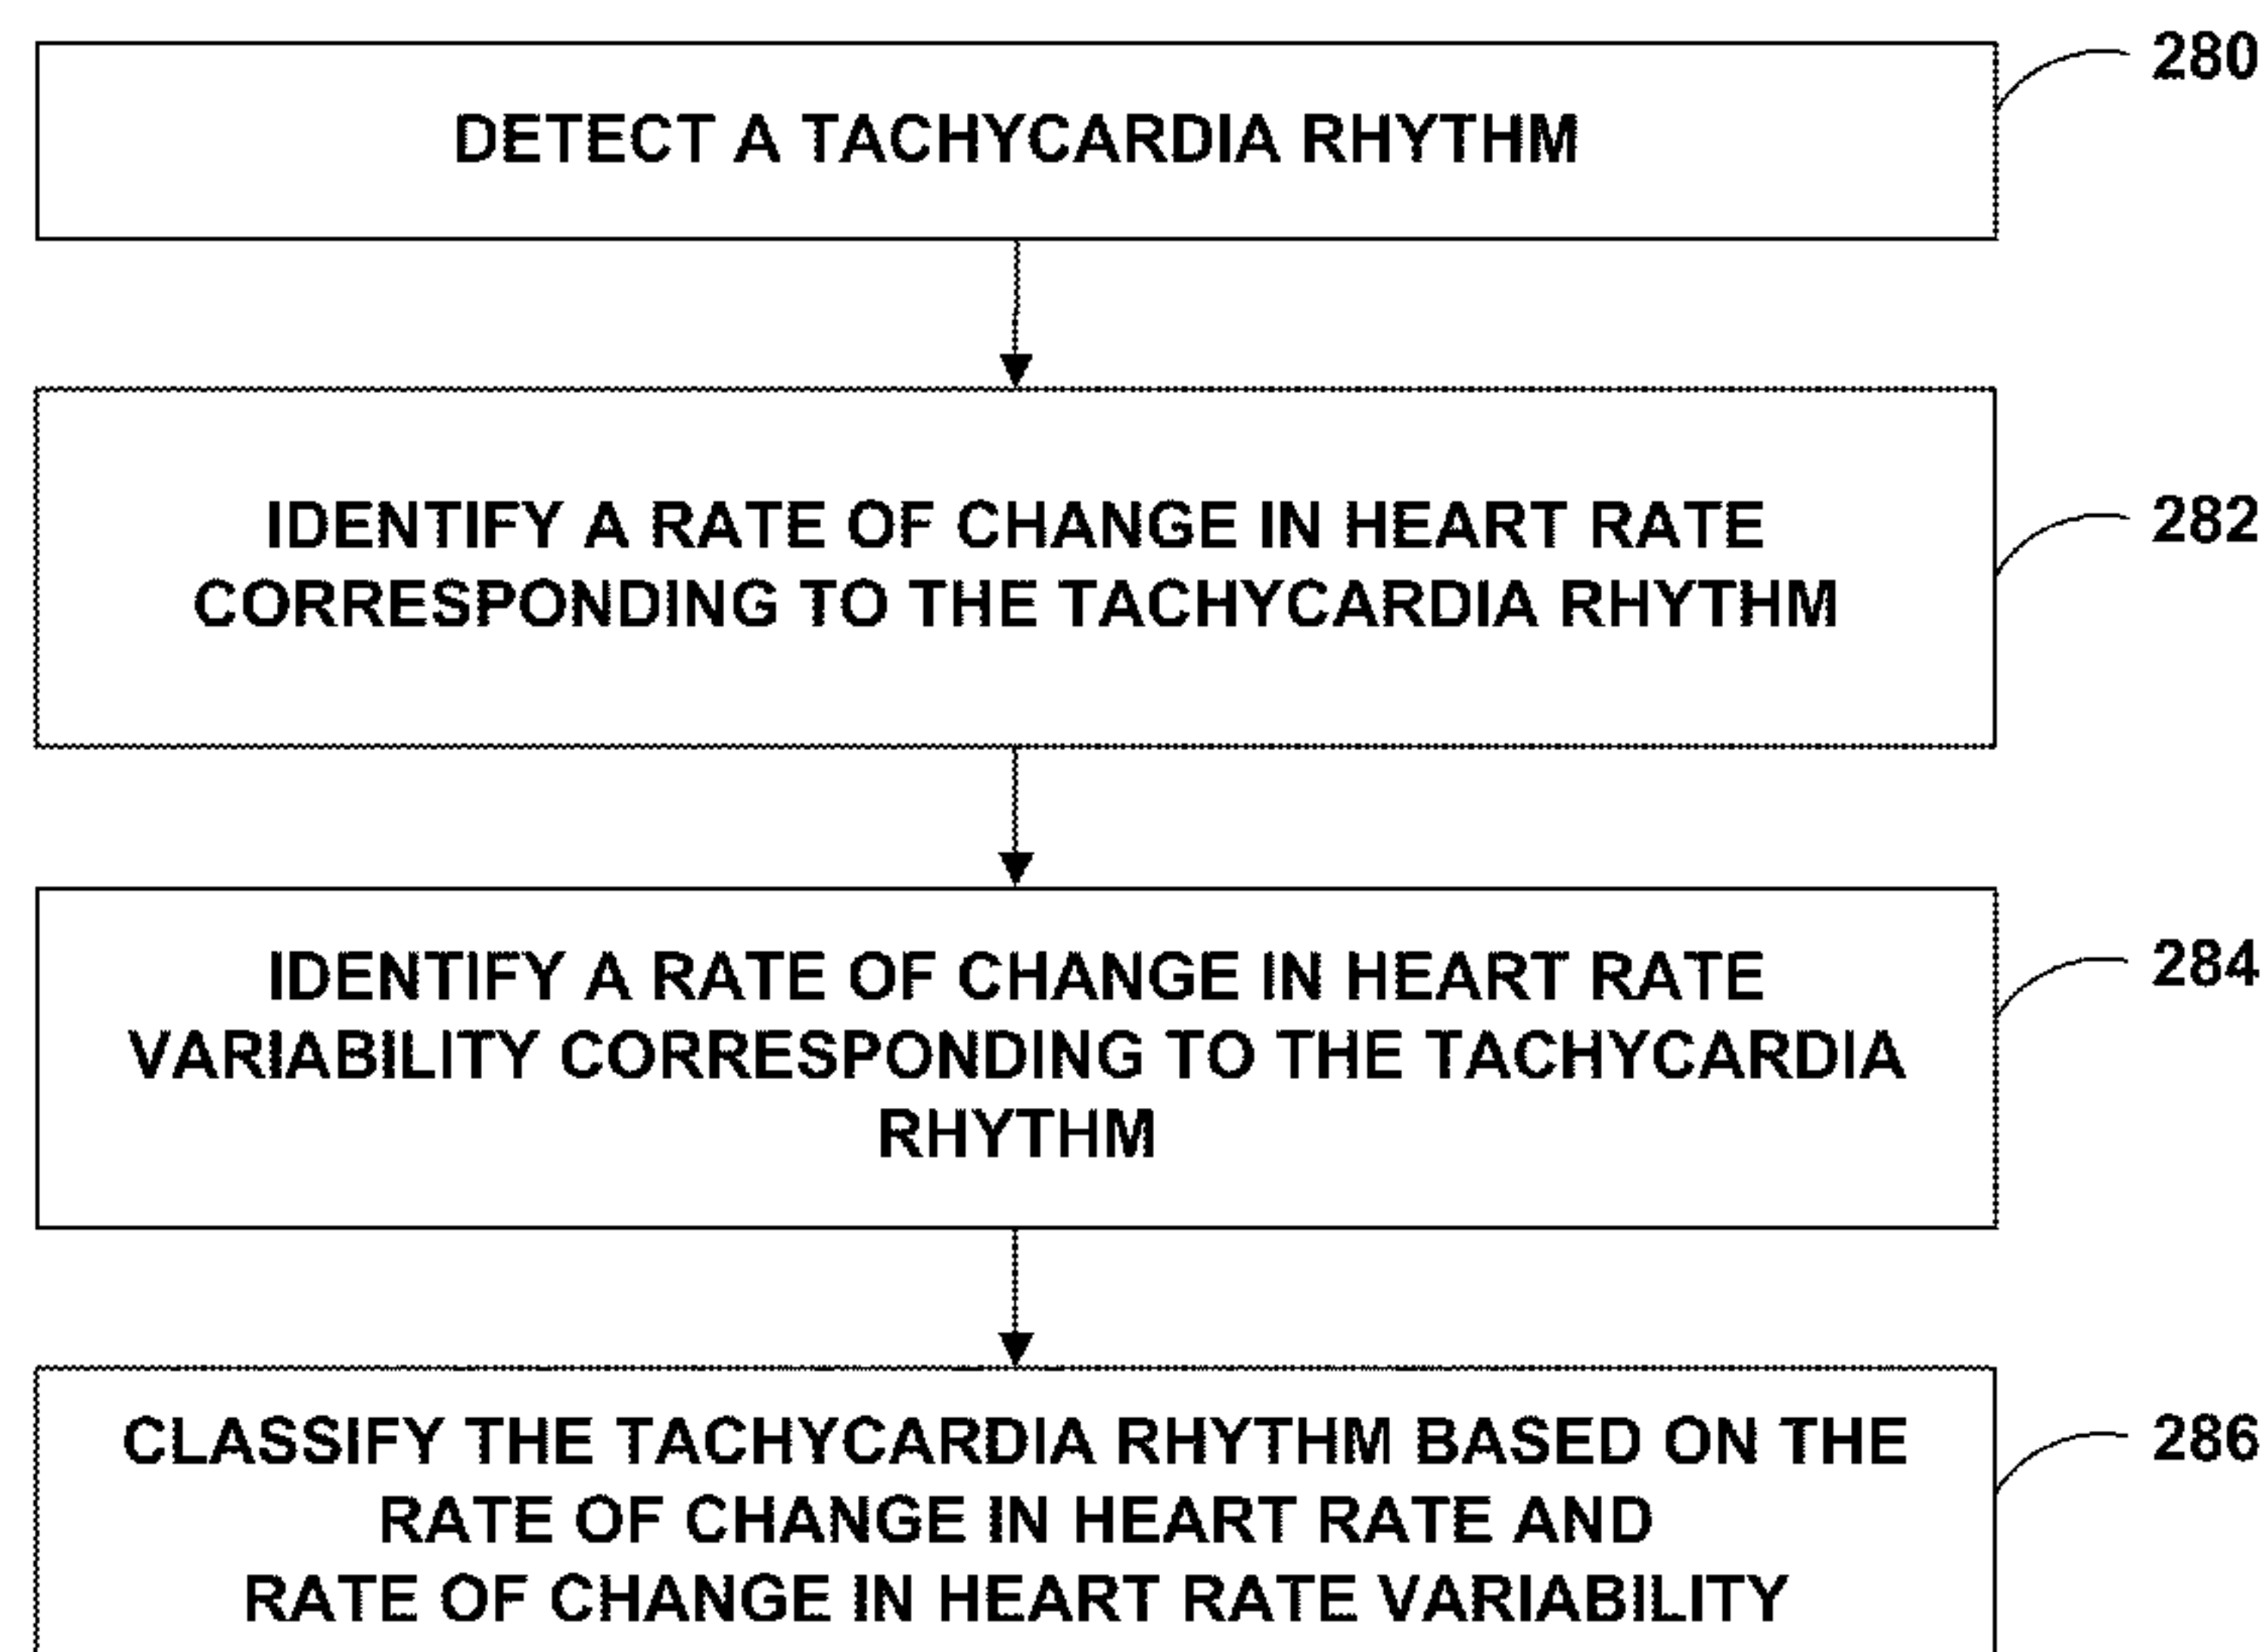 DETECT A TACHYCARDIA RHYTHM
280
IDENTIFY A RATE OF CHANGE IN HEART RATE
CORRESPONDING TO THE TACHYCARDIA RHYTHM
282
IDENTIFY A RATE OF CHANGE IN HEART RATE
VARIABILITY CORRESPONDING TO THE TACHYCARDIA
RHYTHM
284
CLASSIFY THE TACHYCARDIA RHYTHM BASED ON THE
RATE OF CHANGE IN HEART RATE AND
RATE OF CHANGE IN HEART RATE VARIABILITY
286